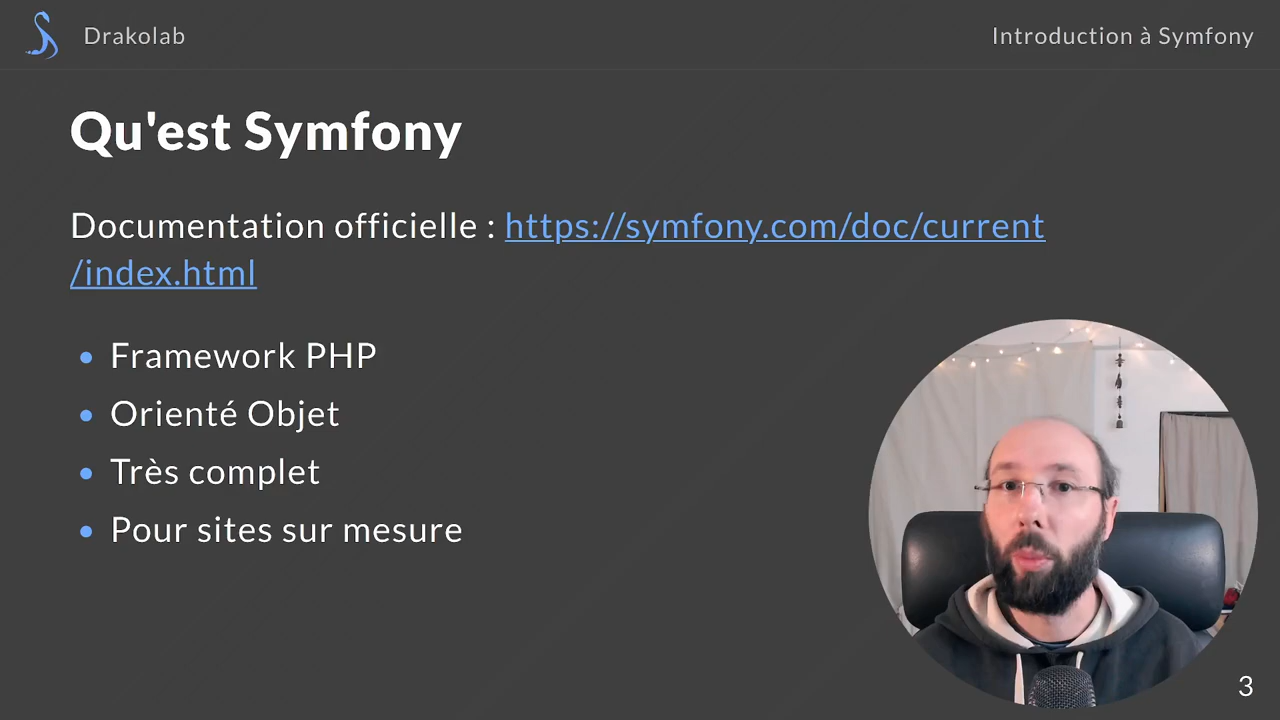 Drakolab
Introduction à Symfony
Qu'est Symfony
Documentation officielle : https://symfony.com/doc/current
/index.html
Framework PHP
Orienté Objet
Très complet
Pour sites sur mesure
3